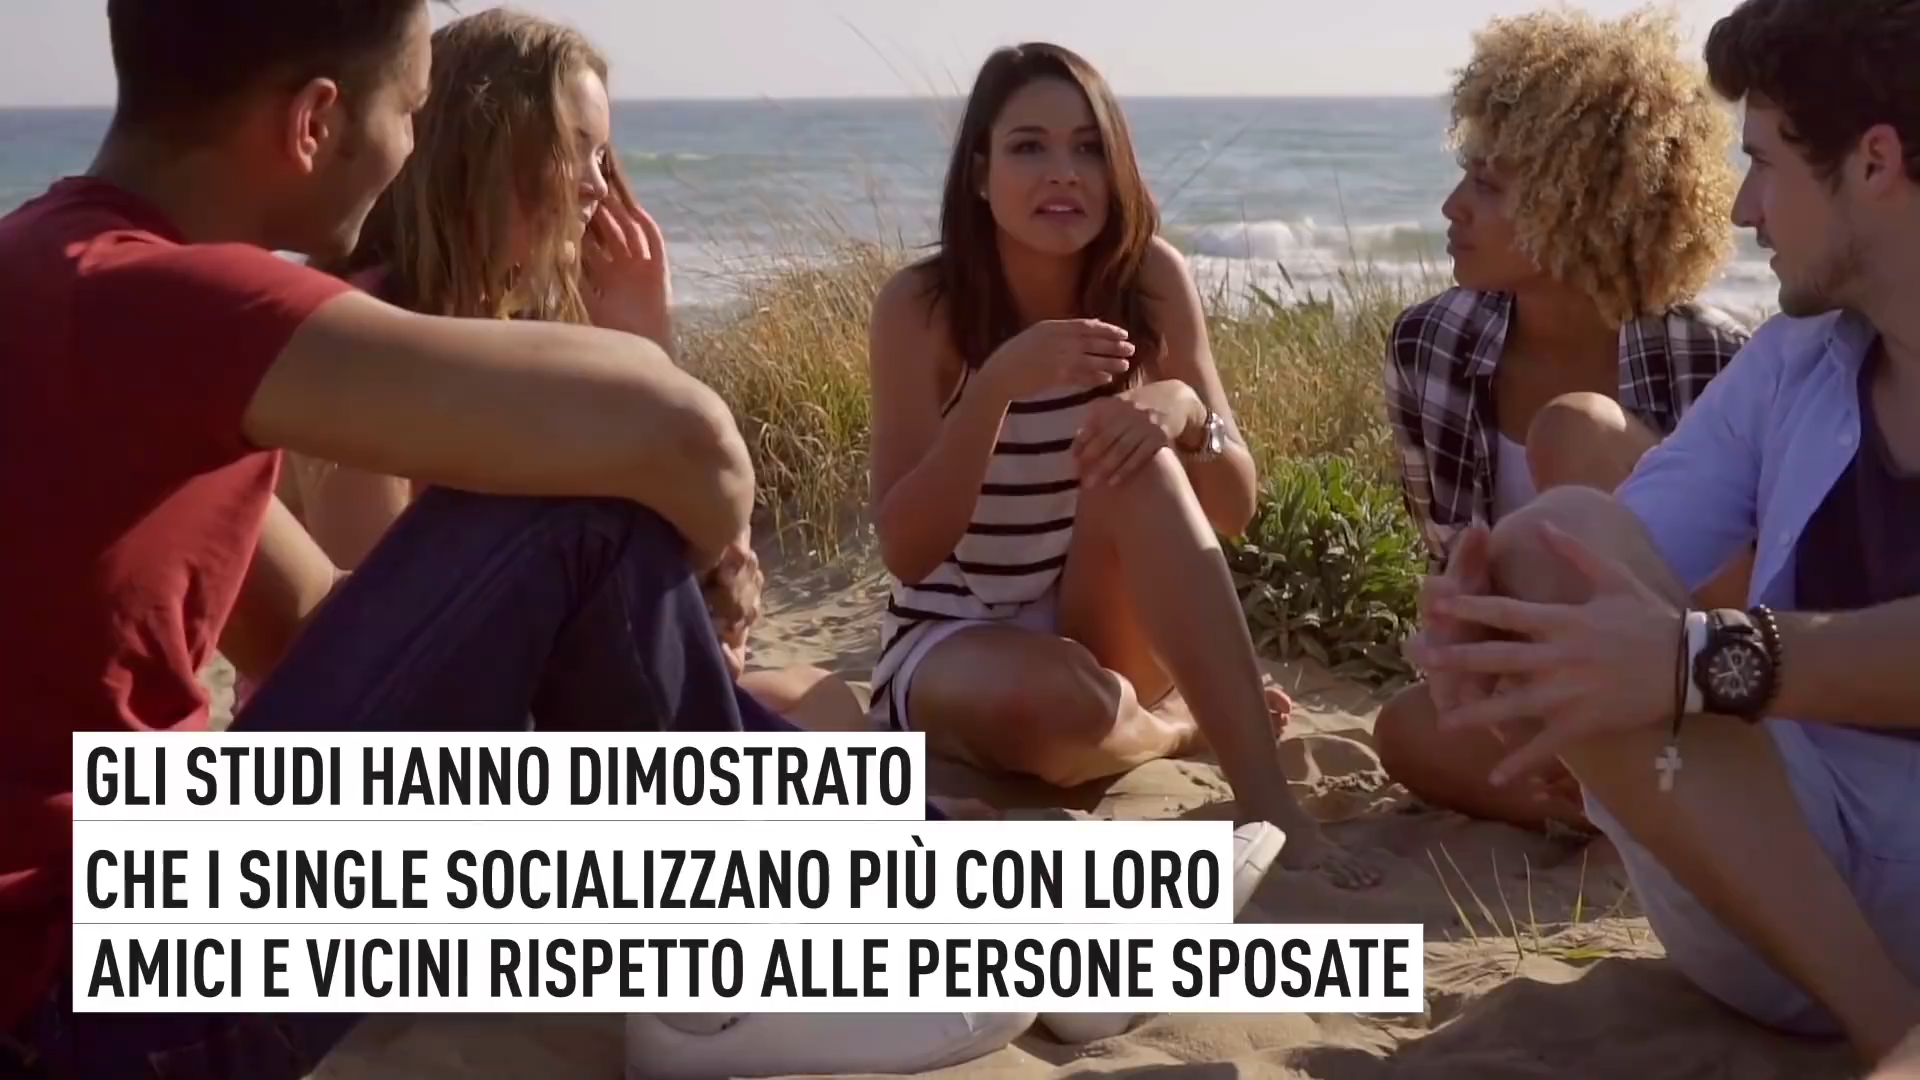 GLI STUDI HANNO DIMOSTRATO
CHE I SINGLE SOCIALIZZANO PIÙ CON LORO
AMICI E VICINI RISPETTO ALLE PERSONE SPOSATE